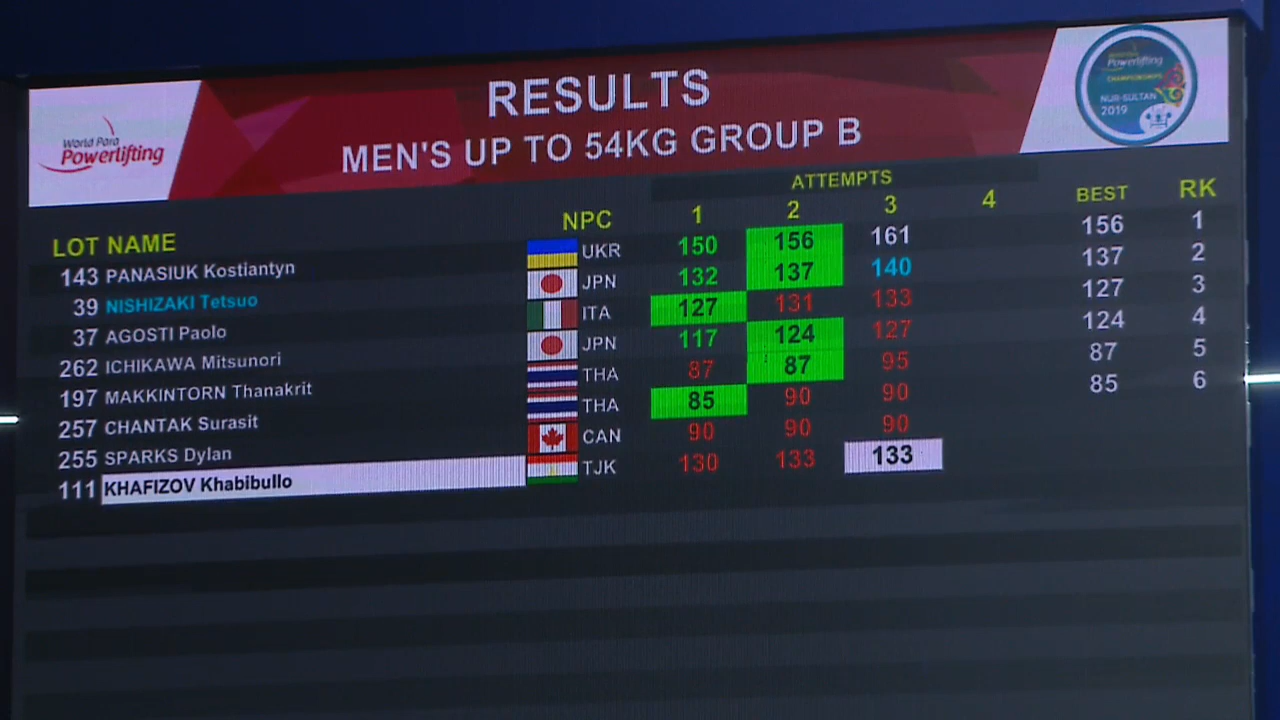 RESULTS
MEN'S UP TO 54KG GROUP B
World Para
Powerlifting
Powerlifting
CHAMPIONSHIPS
NUR-SULTAN
2019
ATTEMPTS
LOT NAME NPC 1 2 3 4 BEST RK
143 PANASIUK Kostiantyn UKR 150 156 161 156 1
39 NISHIZAKI Tetsuo JPN 132 137 140 137 2
37 AGOSTI Paolo ITA 127 131 133 127 3
262 ICHIKAWA Mitsunori JPN 117 124 127 124 4
197 MAKKINTORN Thanakrit THA 87 87 95 87 5
257 CHANTAK Surasit THA 85 90 90 85 6
255 SPARKS Dylan CAN 90 90 90
111 KHAFIZOV Khabibullo TJK 130 133 133